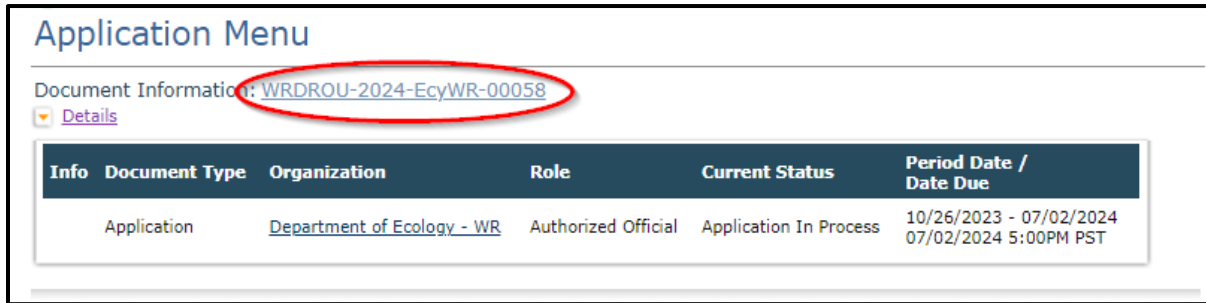 Application Menu
Document Information: WRDROU-2024-EcyWR-00058
Details
Info Document Type Organization Role Current Status Period Date / Date Due
Application Department of Ecology - WR Authorized Official Application In Process 10/26/2023 - 07/02/2024
07/02/2024 5:00PM PST